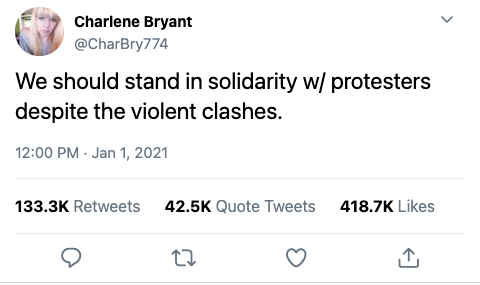 Charlene Bryant
@CharBry774
We should stand in solidarity w/ protesters
despite the violent clashes.
12:00 PM · Jan 1, 2021
133.3K Retweets 42.5K Quote Tweets 418.7K Likes